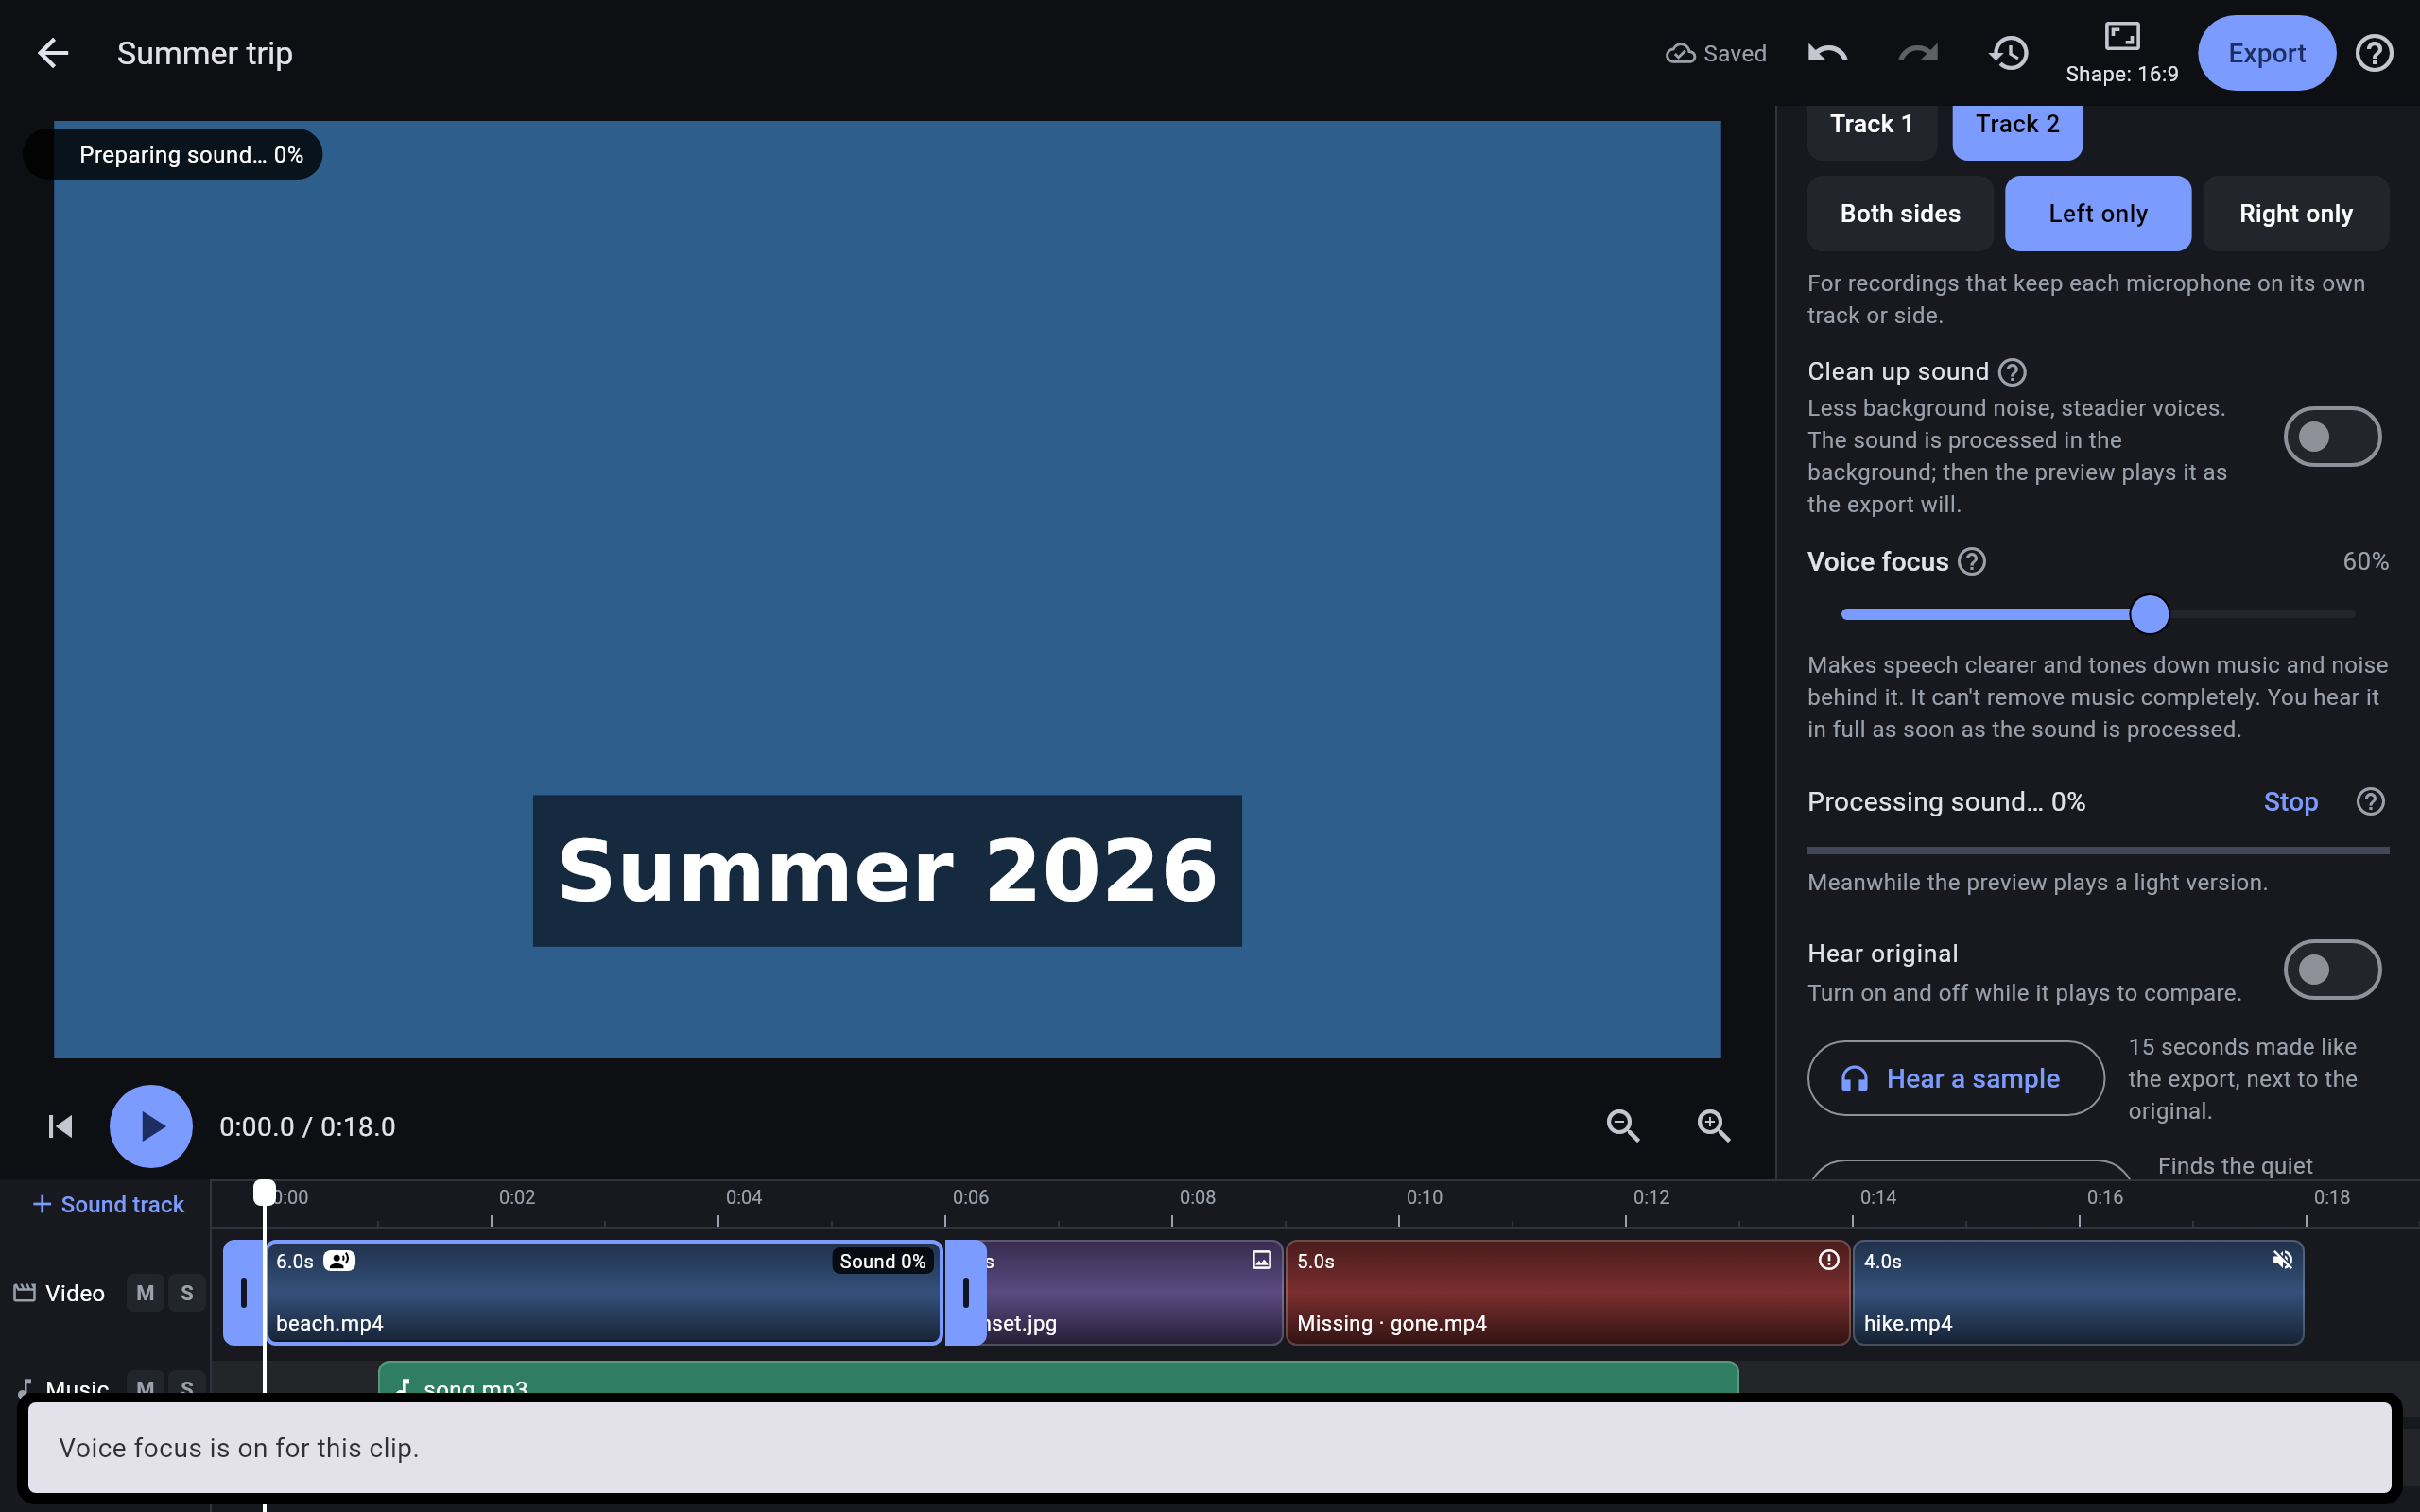 Summer trip
Saved
Shape: 16:9
Export
Preparing sound… 0%
Summer 2026
Track 1
Track 2
Both sides
Left only
Right only
For recordings that keep each microphone on its own
track or side.
Clean up sound
Less background noise, steadier voices.
The sound is processed in the
background; then the preview plays it as
the export will.
Voice focus
60%
Makes speech clearer and tones down music and noise
behind it. It can't remove music completely. You hear it
in full as soon as the sound is processed.
Processing sound… 0%
Stop
Meanwhile the preview plays a light version.
Hear original
Turn on and off while it plays to compare.
Hear a sample
15 seconds made like
the export, next to the
original.
Finds the quiet
0:00.0 / 0:18.0
+ Sound track
0:00
0:02
0:04
0:06
0:08
0:10
0:12
0:14
0:16
0:18
Video
M
S
6.0s
Sound 0%
beach.mp4
s
nset.jpg
5.0s
Missing · gone.mp4
4.0s
hike.mp4
Music
M
S
song.mp3
Voice focus is on for this clip.